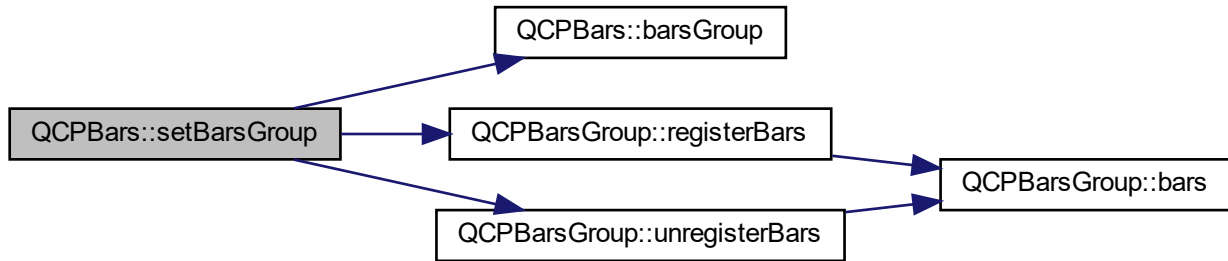 QCPBars::barsGroup
QCPBars::setBarsGroup
QCPBarsGroup::registerBars
QCPBarsGroup::bars
QCPBarsGroup::unregisterBars